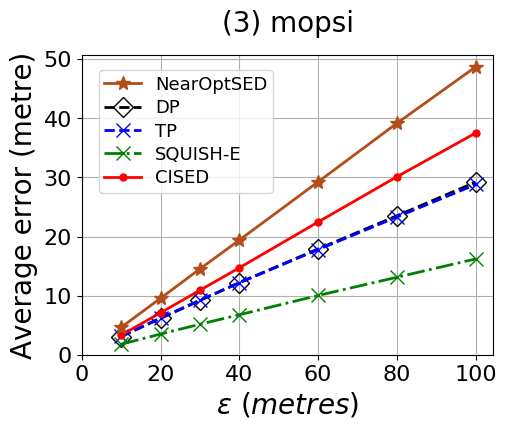 (3) mopsi
Average error (metre)
50
40
30
20
10
0
NearOptSED
DP
TP
SQUISH-E
CISED
0 20 40 60 80 100
ε (metres)